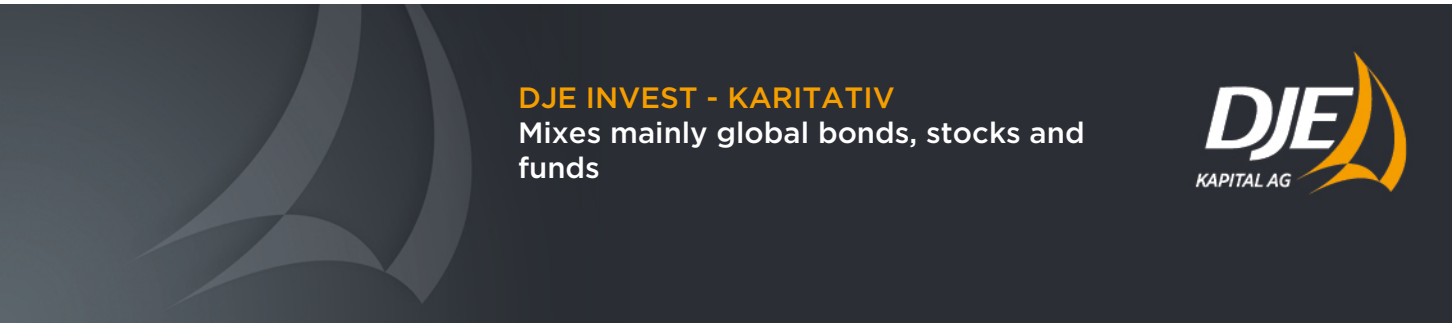 DJE INVEST - KARITATIV
Mixes mainly global bonds, stocks and
funds
DJE
KAPITAL AG